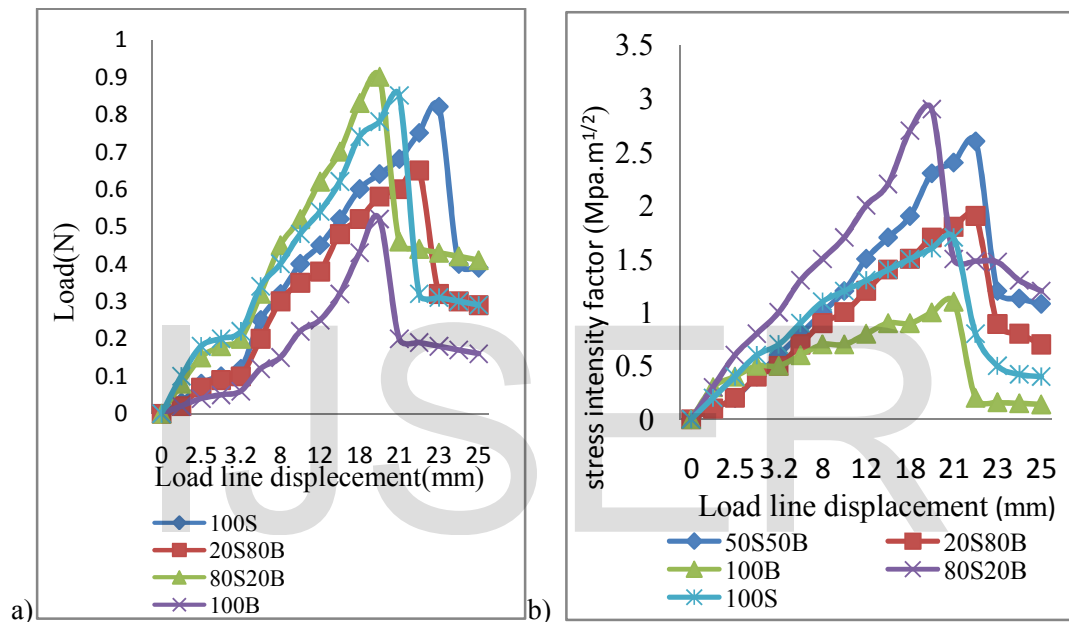 1
0.9
0.8
0.7
0.6
0.5
0.4
0.3
0.2
0.1
0
Load(N)
0 2.5 3.2 8 12 18 21 23 25
Load line displecement(mm)
100S
20S80B
80S20B
100B
a)
3.5
3
2.5
2
1.5
1
0.5
0
stress intensity factor (Mpa.m1/2)
0 2.5 3.2 8 12 18 21 23 25
Load line displacement (mm)
50S50B 20S80B
100B 80S20B
100S
b)
IJSER